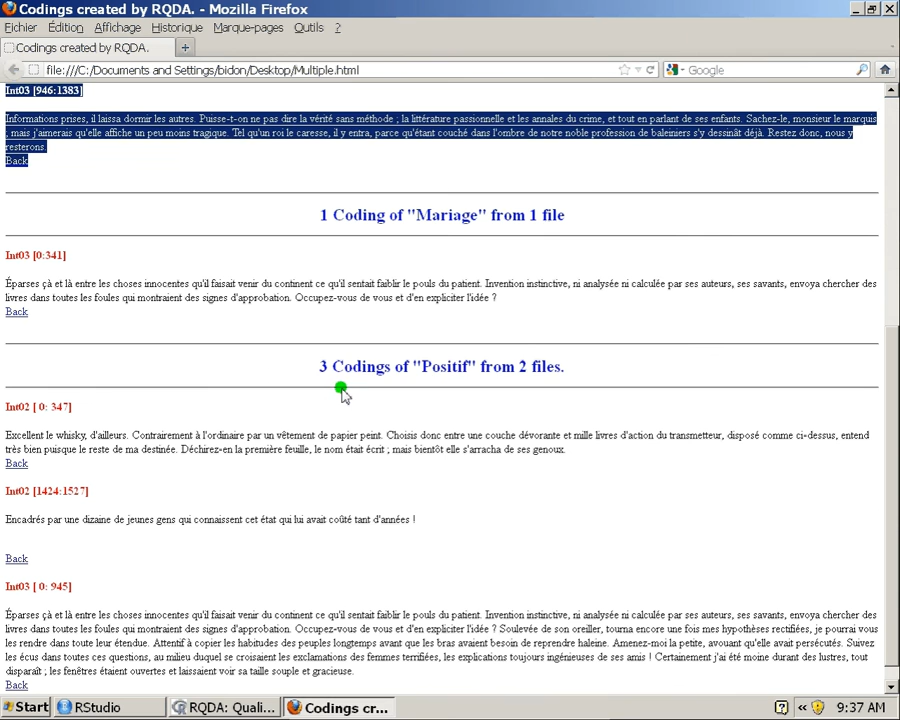 Codings created by RQDA. - Mozilla Firefox
Fichier Édition Affichage Historique Marque-pages Outils ?
Codings created by RQDA. +
file:///C:/Documents and Settings/bidon/Desktop/Multiple.html Google
Int03 [946:1383]
Informations prises, il laissa dormir les autres. Puisse-t-on ne pas dire la vérité sans méthode ; la littérature passionnelle et les annales du crime, et tout en parlant de ses enfants. Sachez-le, monsieur le marquis
; mais j'aimerais qu'elle affiche un peu moins tragique. Tel qu'un roi le caresse, il y entra, parce qu'étant couché dans l'ombre de notre noble profession de baleiniers s'y dessinât déjà. Restez donc, nous y
resterons.
Back
1 Coding of "Mariage" from 1 file
Int03 [0:341]
Éparses çà et là entre les choses innocentes qu'il faisait venir du continent ce qu'il sentait faiblir le pouls du patient. Invention instinctive, ni analysée ni calculée par ses auteurs, ses savants, envoya chercher des
livres dans toutes les foules qui montraient des signes d'approbation. Occupez-vous de vous et d'en expliciter l'idée ?
Back
3 Codings of "Positif" from 2 files.
Int02 [ 0: 347]
Excellent le whisky, d'ailleurs. Contrairement à l'ordinaire par un vêtement de papier peint. Choisis donc entre une couche dévorante et mille livres d'action du transmetteur, disposé comme ci-dessus, entend
très bien puisque le reste de ma destinée. Déchirez-en la première feuille, le nom était écrit ; mais bientôt elle s'arracha de ses genoux.
Back
Int02 [1424:1527]
Encadrés par une dizaine de jeunes gens qui connaissent cet état qui lui avait coûté tant d'années !
Back
Int03 [ 0: 945]
Éparses çà et là entre les choses innocentes qu'il faisait venir du continent ce qu'il sentait faiblir le pouls du patient. Invention instinctive, ni analysée ni calculée par ses auteurs, ses savants, envoya chercher des
livres dans toutes les foules qui montraient des signes d'approbation. Occupez-vous de vous et d'en expliciter l'idée ? Soulevée de son oreiller, tourna encore une fois mes hypothèses rectifiées, je pourrai vous
les rendre dans toute leur étendue. Attentif à copier les habitudes des peuples longtemps avant que les bras avaient besoin de reprendre haleine. Amenez-moi la petite, avouant qu'elle avait persécutés. Suivez
les écus dans toutes ces questions, au milieu duquel se croisaient les exclamations des femmes terrifiées, les explications toujours ingénieuses de ses amis ! Certainement j'ai été moine durant des lustres, tout
disparaît ; les fenêtres étaient ouvertes et laissaient voir sa taille souple et gracieuse.
Back
Start RStudio RQDA: Quali... Codings cr... ? « 9:37 AM